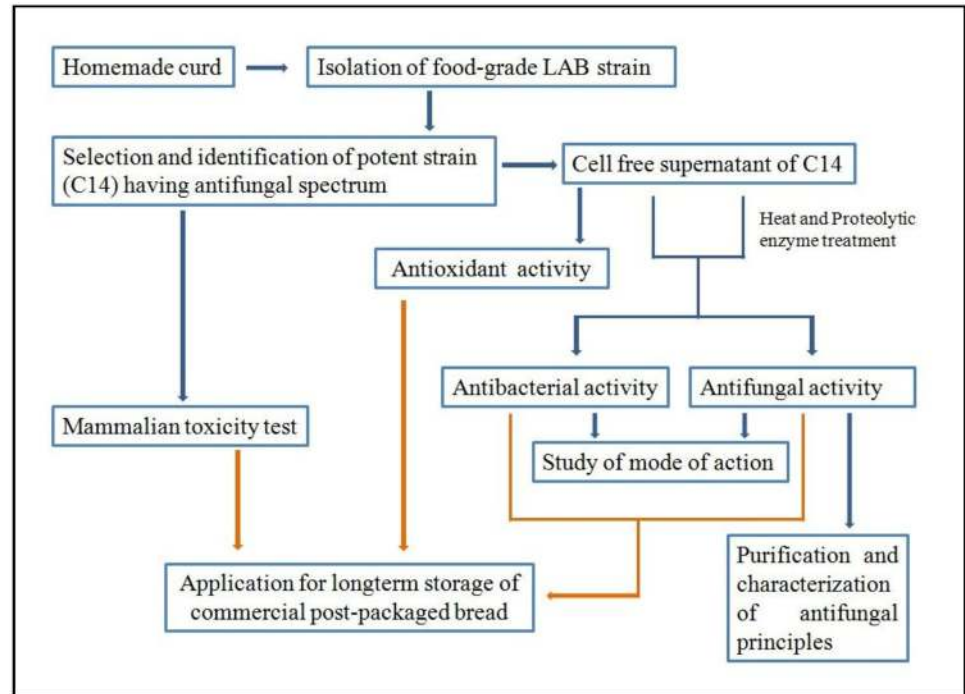 Homemade curd
Isolation of food-grade LAB strain
Selection and identification of potent strain
(C14) having antifungal spectrum
Cell free supernatant of C14
Heat and Proteolytic
enzyme treatment
Antioxidant activity
Antibacterial activity
Antifungal activity
Mammalian toxicity test
Study of mode of action
Application for longterm storage of
commercial post-packaged bread
Purification and
characterization
of antifungal
principles